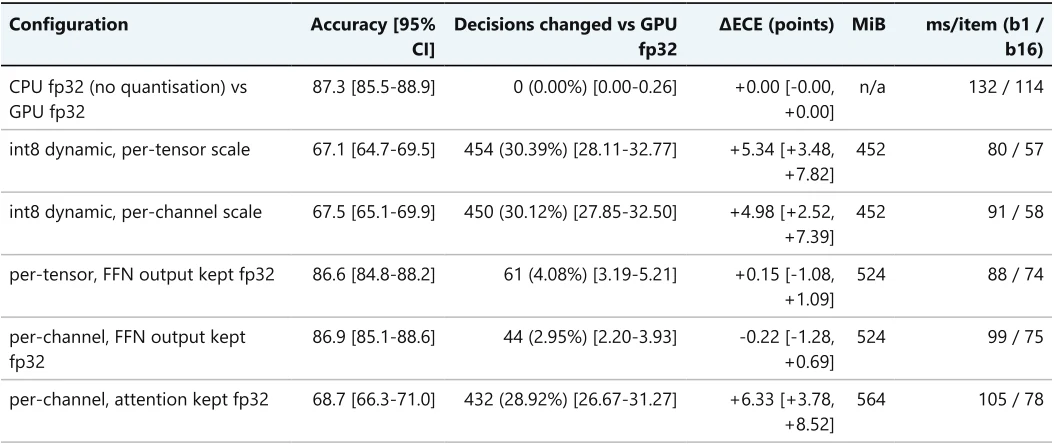 Configuration Accuracy [95% Decisions changed vs GPU ΔECE (points) MiB ms/item (b1 /
CI] fp32 b16)
CPU fp32 (no quantisation) vs 87.3 [85.5-88.9] 0 (0.00%) [0.00-0.26] +0.00 [-0.00, n/a 132 / 114
GPU fp32 +0.00]
int8 dynamic, per-tensor scale 67.1 [64.7-69.5] 454 (30.39%) [28.11-32.77] +5.34 [+3.48, 452 80 / 57
+7.82]
int8 dynamic, per-channel scale 67.5 [65.1-69.9] 450 (30.12%) [27.85-32.50] +4.98 [+2.52, 452 91 / 58
+7.39]
per-tensor, FFN output kept fp32 86.6 [84.8-88.2] 61 (4.08%) [3.19-5.21] +0.15 [-1.08, 524 88 / 74
+1.09]
per-channel, FFN output kept 86.9 [85.1-88.6] 44 (2.95%) [2.20-3.93] -0.22 [-1.28, 524 99 / 75
fp32 +0.69]
per-channel, attention kept fp32 68.7 [66.3-71.0] 432 (28.92%) [26.67-31.27] +6.33 [+3.78, 564 105 / 78
+8.52]